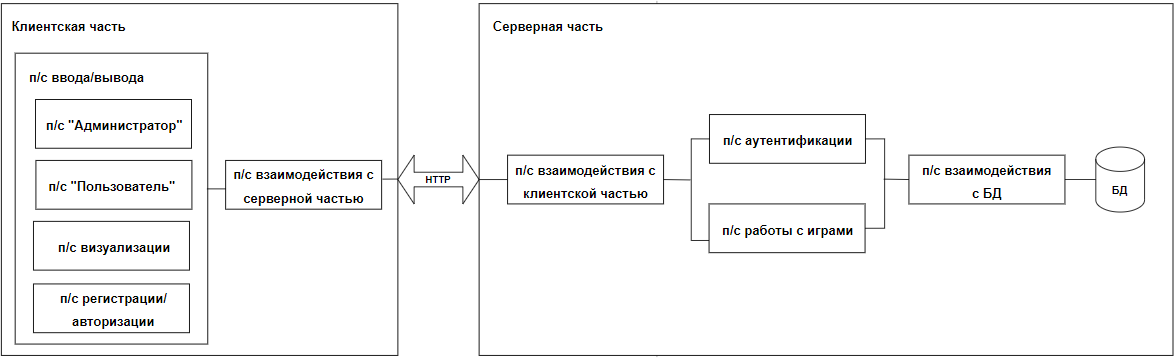 Клиентская часть
п/с ввода/вывода
п/с "Администратор"
п/с "Пользователь"
п/с визуализации
п/с регистрации/
авторизации
п/с взаимодействия с
серверной частью
HTTP
Серверная часть
п/с взаимодействия с
клиентской частью
п/с аутентификации
п/с работы с играми
п/с взаимодействия
с БД
БД